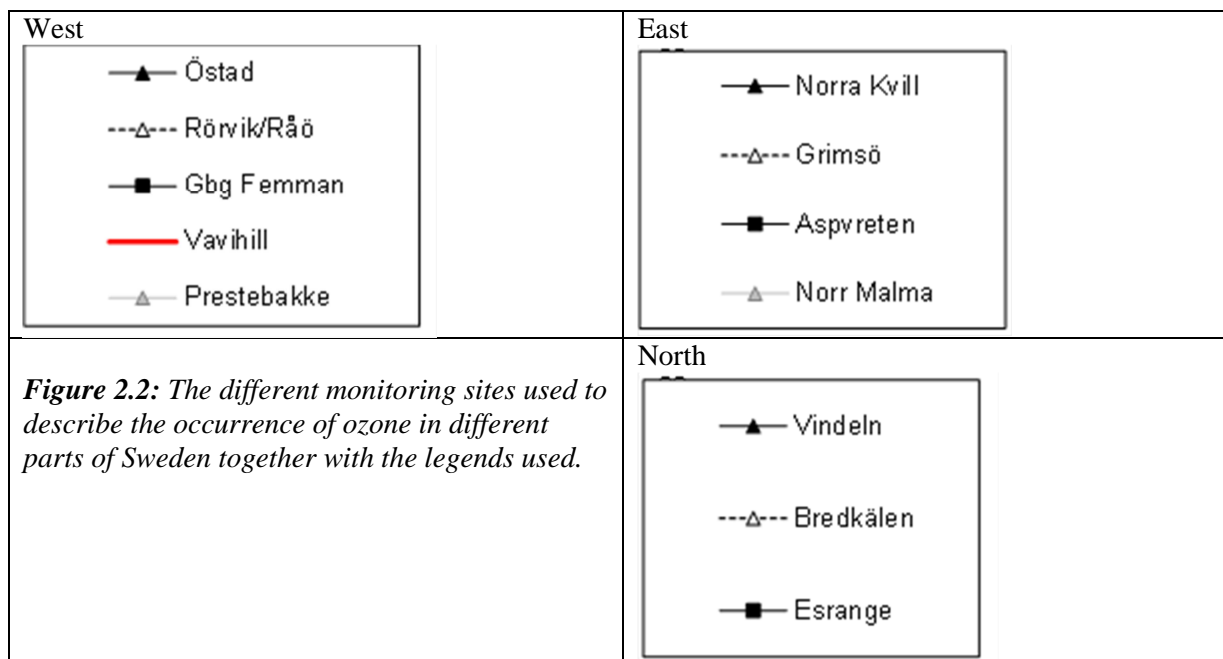 West
Östad
Rörvik/Råö
Gbg Femman
Vavihill
Prestebakke
East
Norra Kvill
Grimsö
Aspvreten
Norr Malma
Figure 2.2: The different monitoring sites used to
describe the occurrence of ozone in different
parts of Sweden together with the legends used.
North
Vindeln
Bredkälen
Esrange